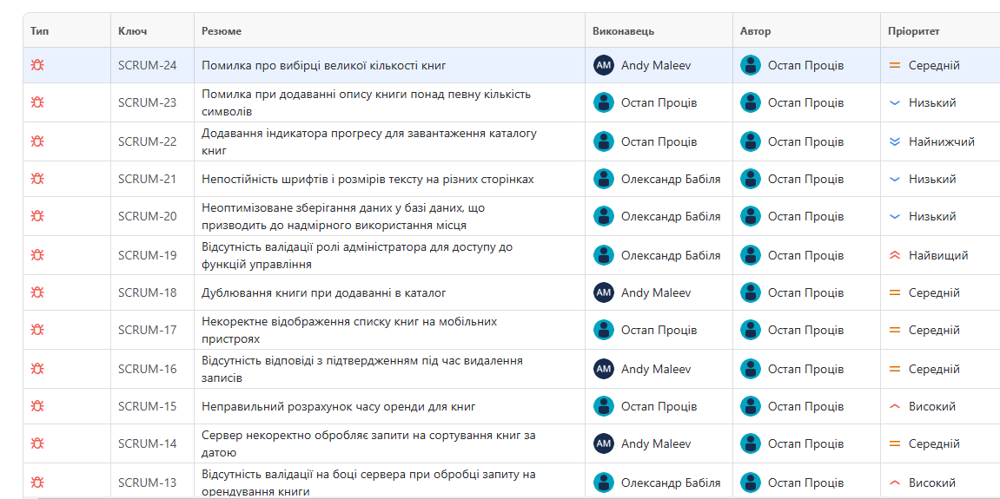 Тип Ключ Резюме Виконавець Автор Пріоритет
SCRUM-24 Помилка про вибірці великої кількості книг AM Andy Maleev Остап Проців Середній
SCRUM-23 Помилка при додаванні опису книги понад певну кількість
символів Остап Проців Остап Проців Низький
SCRUM-22 Додавання індикатора прогресу для завантаження каталогу
книг Остап Проців Остап Проців Найнижчий
SCRUM-21 Непостійність шрифтів і розмірів тексту на різних сторінках Олександр Бабіля Остап Проців Низький
SCRUM-20 Неоптимізоване зберігання даних у базі даних, що
призводить до надмірного використання місця Олександр Бабіля Остап Проців Низький
SCRUM-19 Відсутність валідації ролі адміністратора для доступу до
функцій управління Олександр Бабіля Остап Проців Найвищий
SCRUM-18 Дублювання книги при додаванні в каталог AM Andy Maleev Остап Проців Середній
SCRUM-17 Некоректне відображення списку книг на мобільних
пристроях Остап Проців Остап Проців Середній
SCRUM-16 Відсутність відповіді з підтвердженням під час видалення
записів AM Andy Maleev Остап Проців Середній
SCRUM-15 Неправильний розрахунок часу оренди для книг Остап Проців Остап Проців Високий
SCRUM-14 Сервер некоректно обробляє запити на сортування книг за
датою AM Andy Maleev Остап Проців Середній
SCRUM-13 Відсутність валідації на боці сервера при обробці запиту на
орендування книги Олександр Бабіля Остап Проців Високий